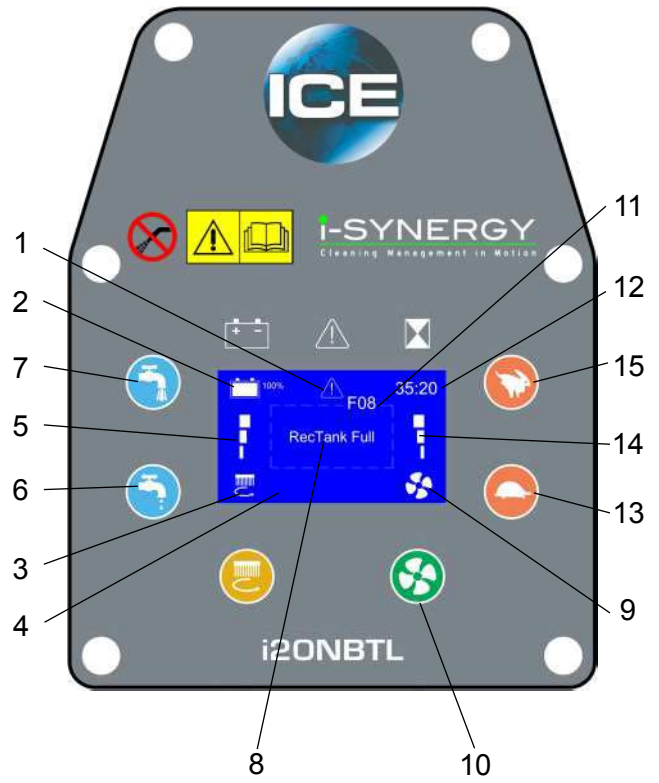 ICE
i-SYNERGY
Cleaning Management in Motion
1
2
7
5
6
3
4
11
12
15
14
13
9
100%
F08
35:20
RecTank Full
i20NBTL
8
10